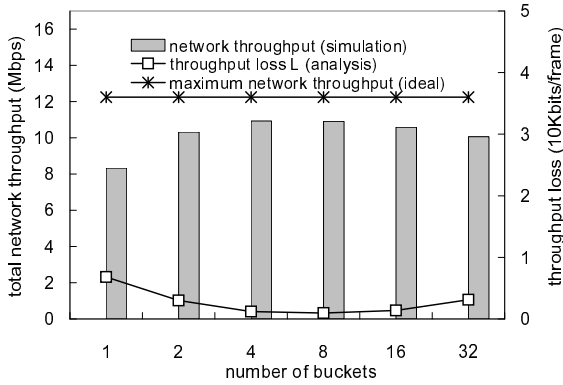 network throughput (simulation)
throughput loss L (analysis)
maximum network throughput (ideal)
total network throughput (Mbps)
16
14
12
10
8
6
4
2
0
throughput loss (10Kbits/frame)
5
4
3
2
1
0
1 2 4 8 16 32
number of buckets